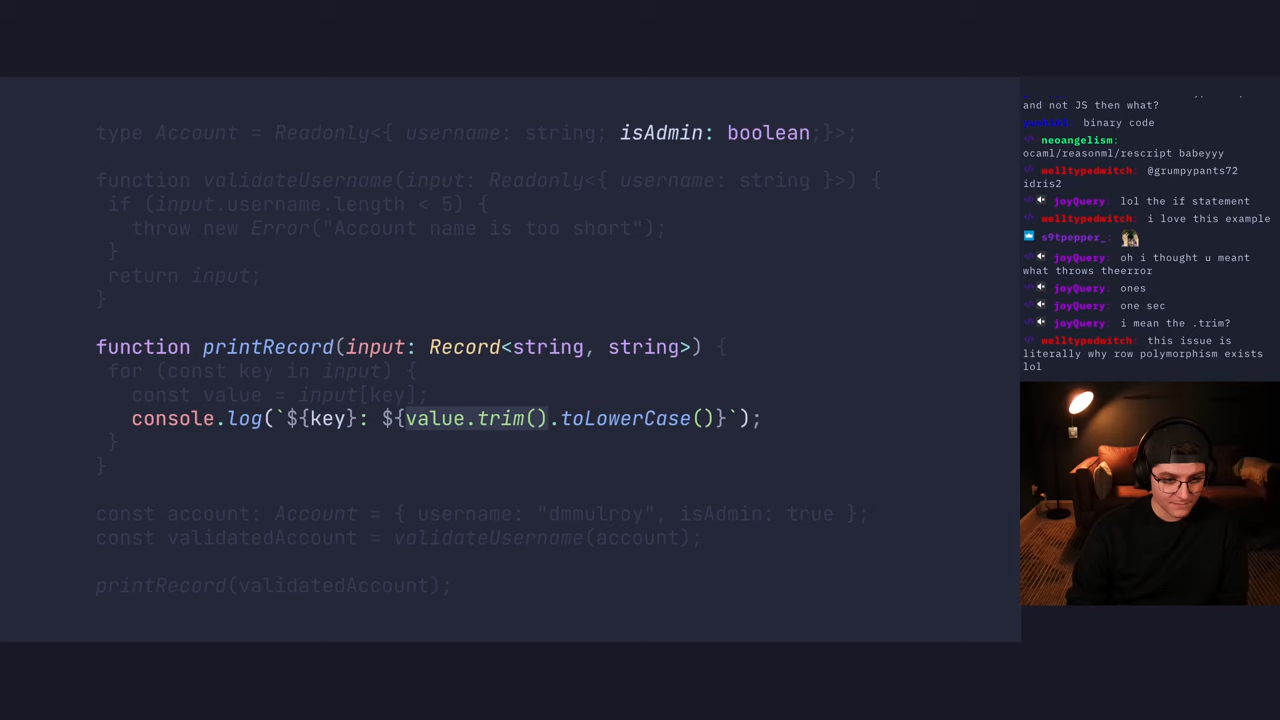 type Account = Readonly<{ username: string; isAdmin: boolean;}>;
function validateUsername(input: Readonly<{ username: string }>) {
if (input.username.length < 5) {
throw new Error("Account name is too short");
}
return input;
}
function printRecord(input: Record<string, string>) {
for (const key in input) {
const value = input[key];
console.log(`${key}: ${value.trim().toLowerCase()}`);
}
}
const account: Account = { username: "dmmulroy", isAdmin: true };
const validatedAccount = validateUsername(account);
printRecord(validatedAccount);
and not JS then what?
binary code
neoangelism:
ocaml/reasonml/rescript babeyyy
welltypedwitch: @grumpypants72
idris2
joyQuery: lol the if statement
welltypedwitch: i love this example
s9tpepper_:
joyQuery: oh i thought u meant
what throws theerror
joyQuery: ones
joyQuery: one sec
joyQuery: i mean the .trim?
welltypedwitch: this issue is
literally why row polymorphism exists
lol